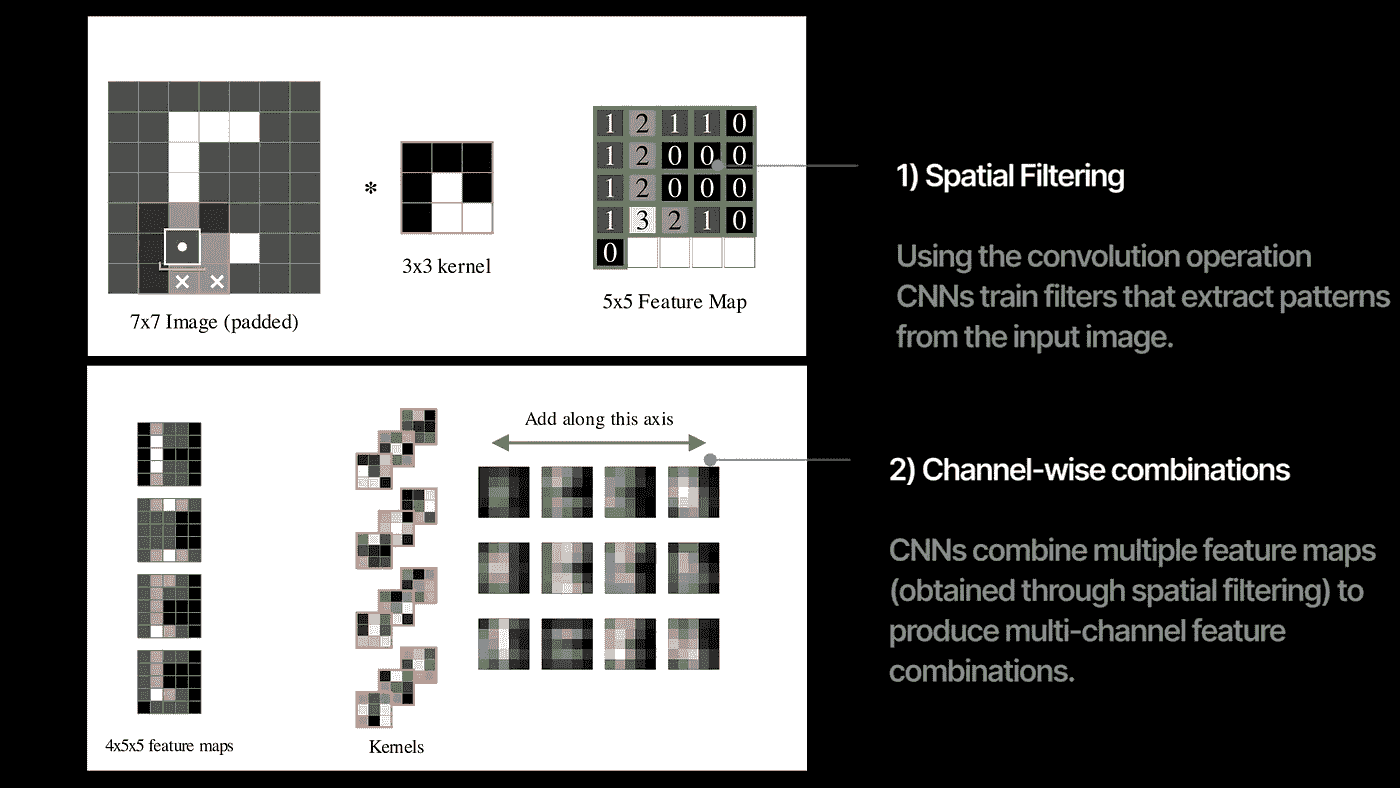 1 2 1 1 0
1 2 0 0 0
1 2 0 0 0
1 3 2 1 0
0
*
3x3 kernel
7x7 Image (padded)
5x5 Feature Map
1) Spatial Filtering
Using the convolution operation
CNNs train filters that extract patterns
from the input image.
Add along this axis
4x5x5 feature maps
Kernels
2) Channel-wise combinations
CNNs combine multiple feature maps
(obtained through spatial filtering) to
produce multi-channel feature
combinations.